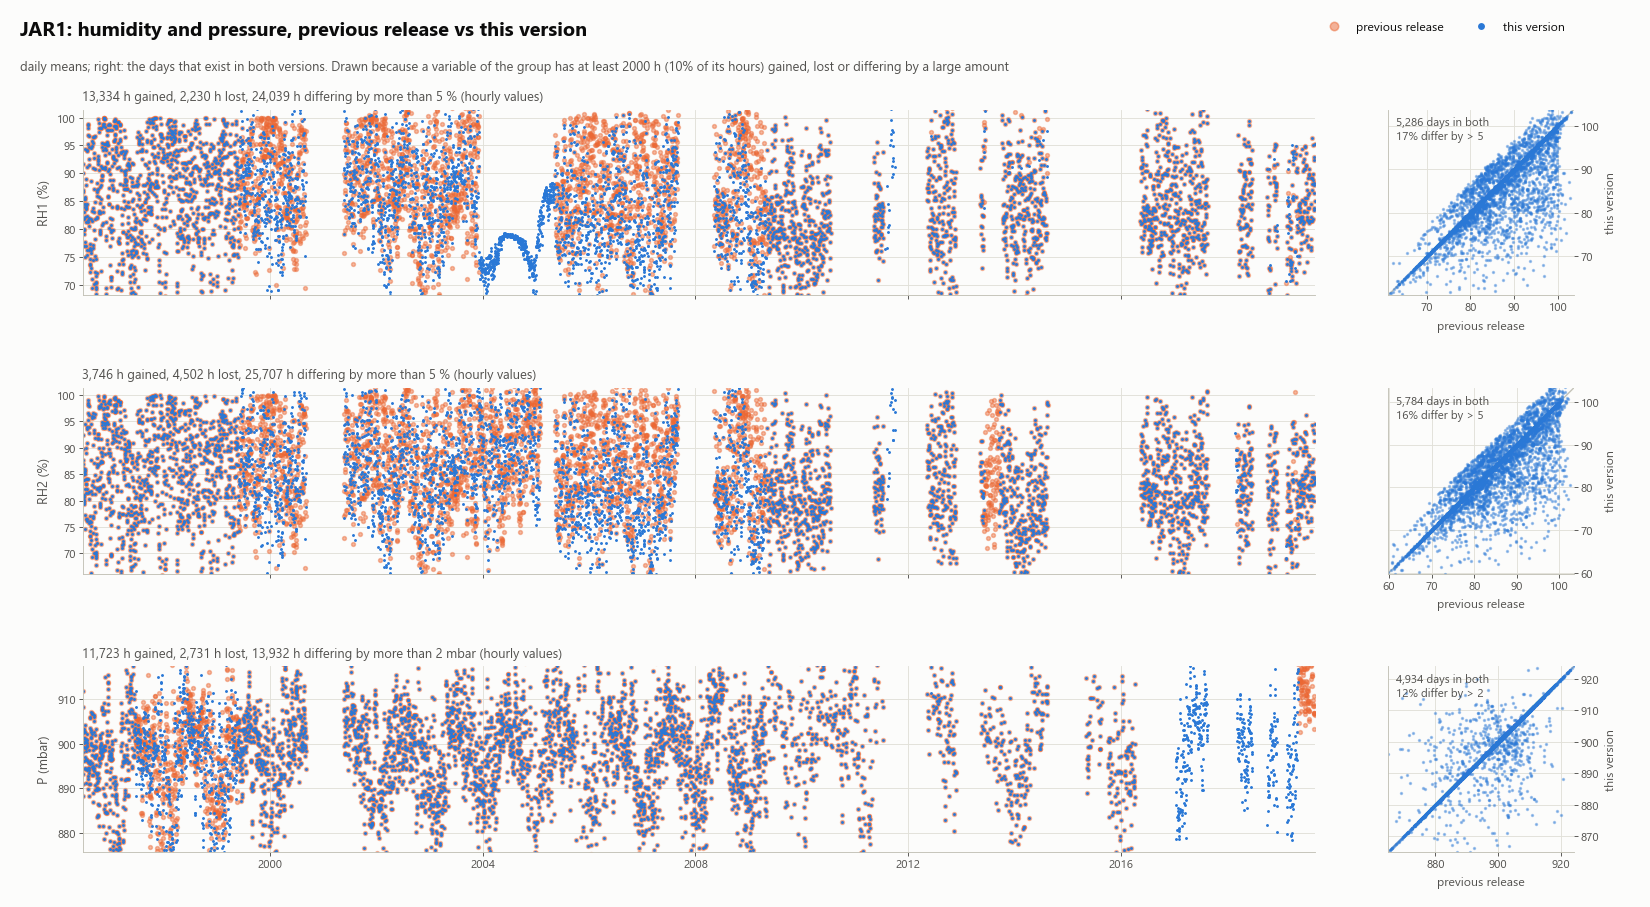 JAR1: humidity and pressure, previous release vs this version
previous release
this version
daily means; right: the days that exist in both versions. Drawn because a variable of the group has at least 2000 h (10% of its hours) gained, lost or differing by a large amount
13,334 h gained, 2,230 h lost, 24,039 h differing by more than 5 % (hourly values)
RH1 (%)
100
95
90
85
80
75
70
5,286 days in both
17% differ by > 5
100
90
80
70
this version
70
80
90
100
previous release
3,746 h gained, 4,502 h lost, 25,707 h differing by more than 5 % (hourly values)
RH2 (%)
100
95
90
85
80
75
70
5,784 days in both
16% differ by > 5
100
90
80
70
60
this version
60
70
80
90
100
previous release
11,723 h gained, 2,731 h lost, 13,932 h differing by more than 2 mbar (hourly values)
P (mbar)
910
900
890
880
2000
2004
2008
2012
2016
4,934 days in both
12% differ by > 2
920
910
900
890
880
870
this version
880
900
920
previous release